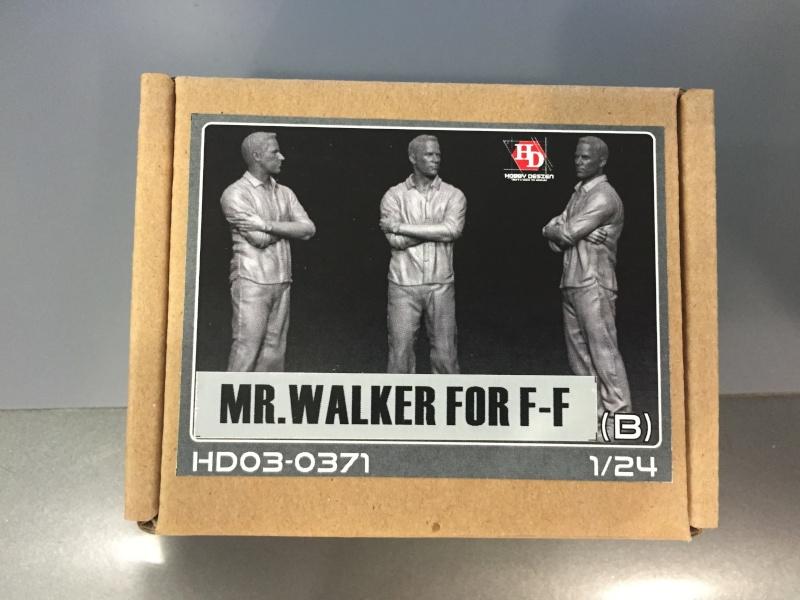 HD
HOBBY DESIGN
MR.WALKER FOR F-F
(B)
HD03-0371
1/24